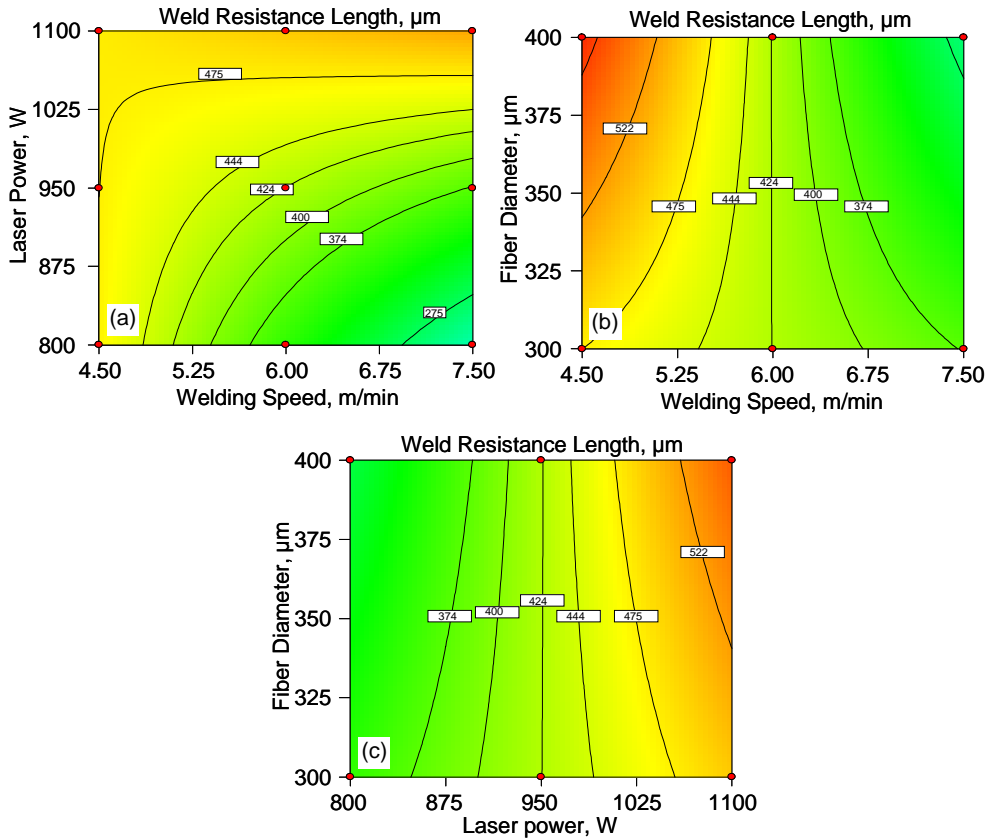 Weld Resistance Length, µm
1100
1025
950
875
800
Laser Power, W
475
444
424
400
374
275
(a)
4.50 5.25 6.00 6.75 7.50
Welding Speed, m/min
Weld Resistance Length, µm
400
375
350
325
300
Fiber Diameter, µm
522
475
444
424
400
374
(b)
4.50 5.25 6.00 6.75 7.50
Welding Speed, m/min
Weld Resistance Length, µm
400
375
350
325
300
Fiber Diameter, µm
374
400
424
444
475
522
(c)
800 875 950 1025 1100
Laser power, W